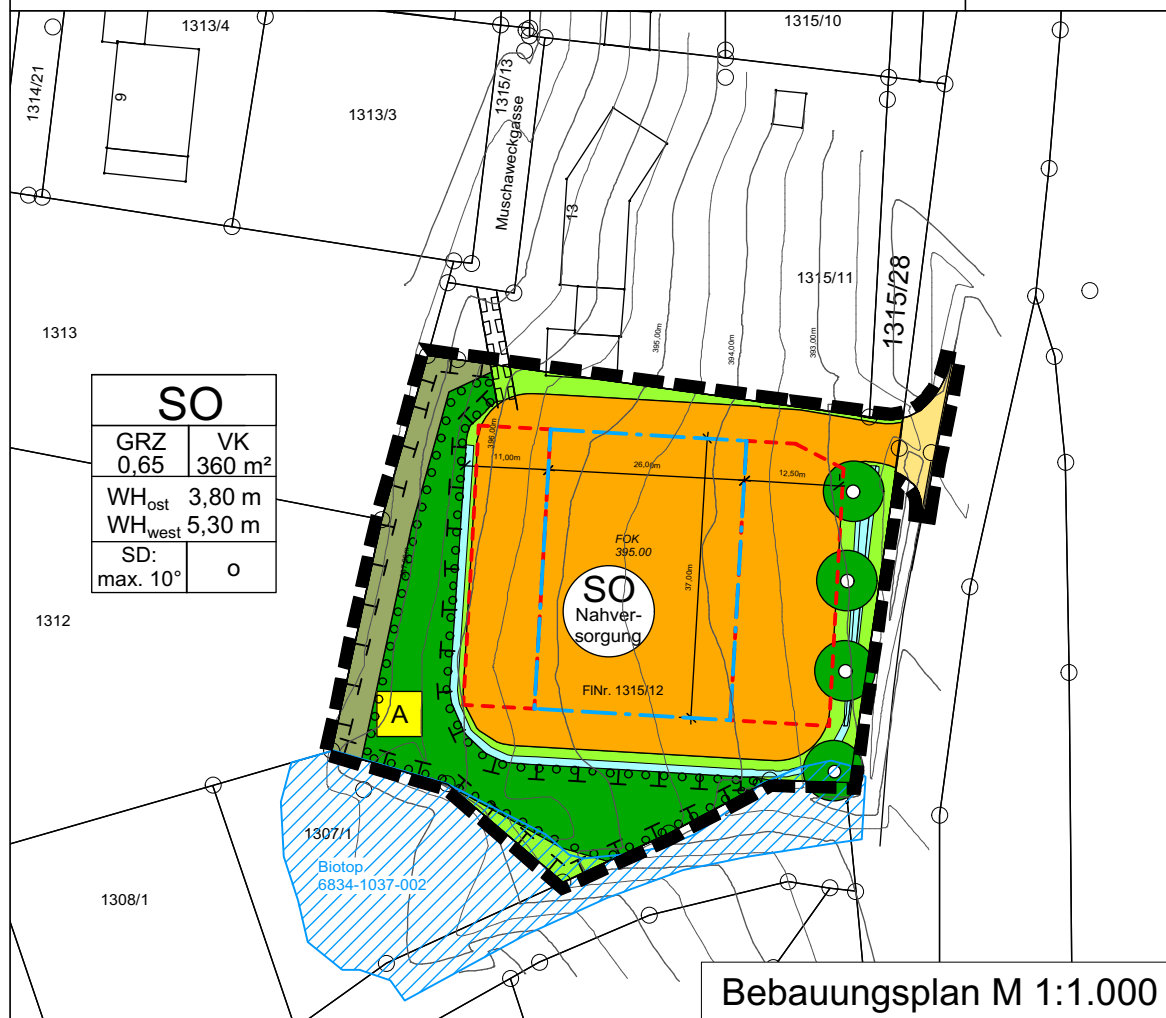 1313/4
1315/10
1314/21
9
1313/3
1315/13
Muschaweckgasse
13
1315/11
1315/28
1313
395,00m
394,00m
393,00m
SO
GRZ
0,65
VK
360 m²
WHost 3,80 m
WHwest 5,30 m
SD:
max. 10°
o
396,00m
11,00m
26,00m
12,50m
37,00m
FOK
395.00
SO
Nahver-
sorgung
FlNr. 1315/12
1312
A
1307/1
Biotop
6834-1037-002
1308/1
Bebauungsplan M 1:1.000